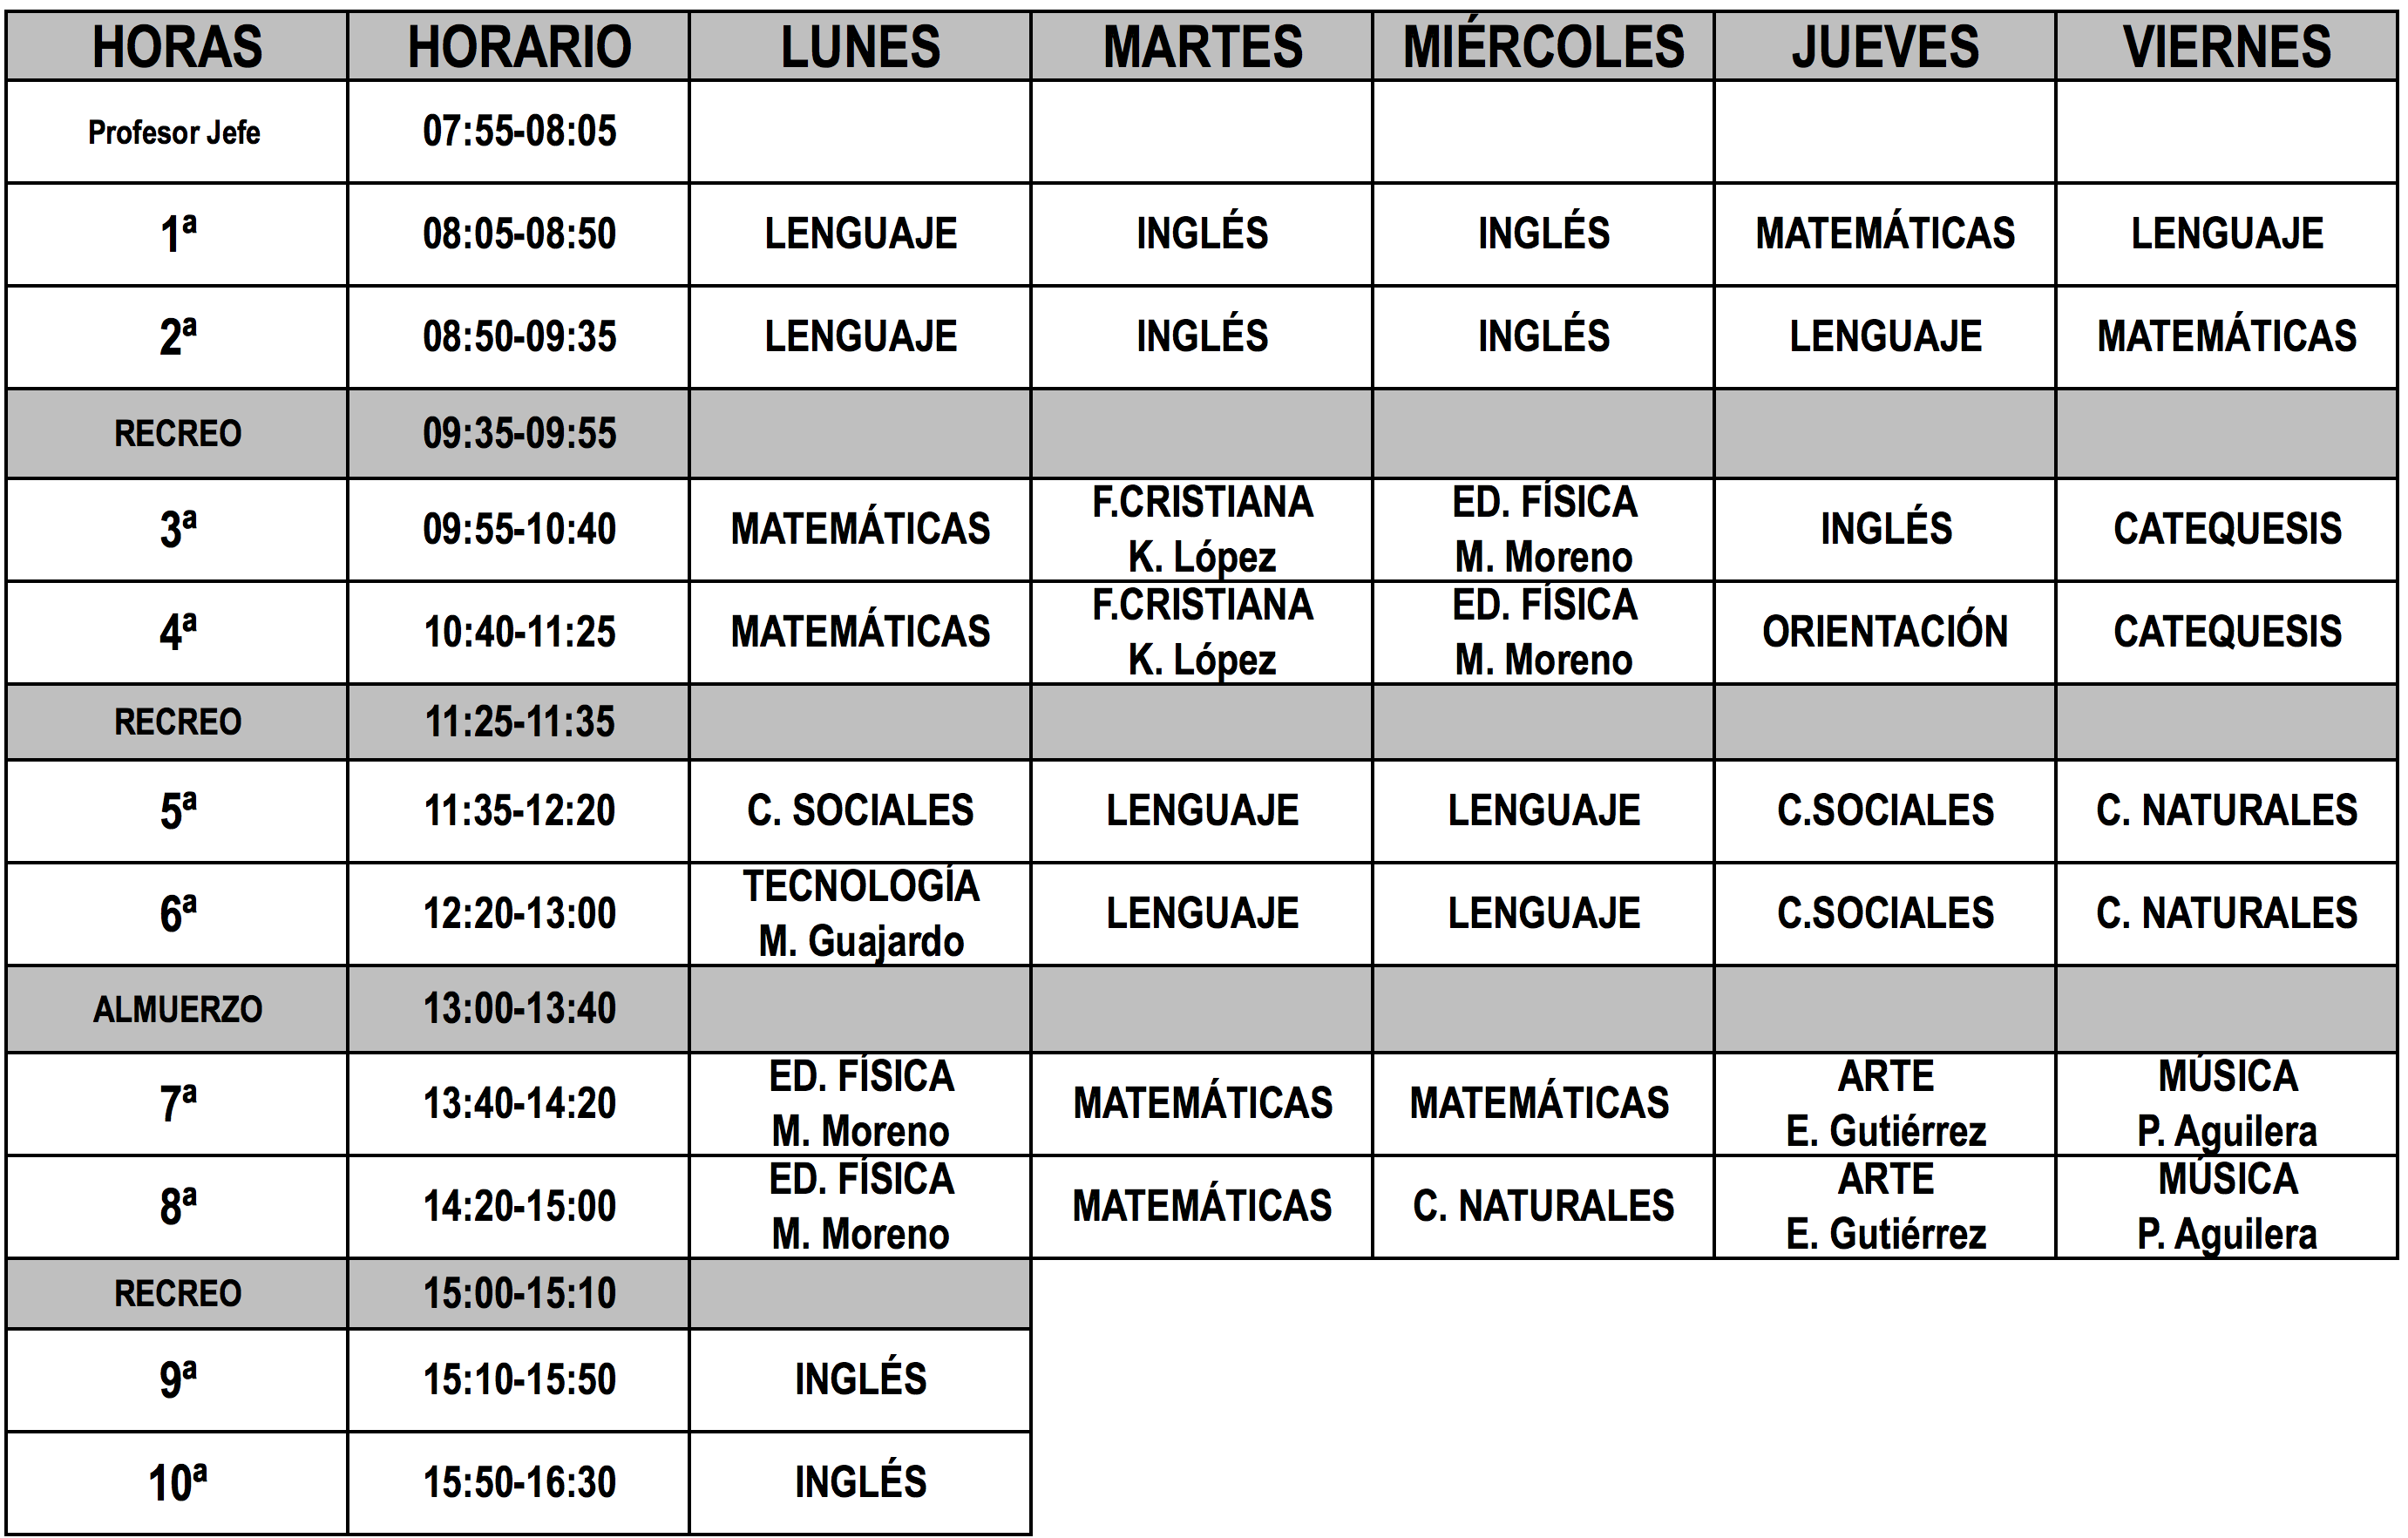 HORAS HORARIO LUNES MARTES MIÉRCOLES JUEVES VIERNES
Profesor Jefe 07:55-08:05
1ª 08:05-08:50 LENGUAJE INGLÉS INGLÉS MATEMÁTICAS LENGUAJE
2ª 08:50-09:35 LENGUAJE INGLÉS INGLÉS LENGUAJE MATEMÁTICAS
RECREO 09:35-09:55
3ª 09:55-10:40 MATEMÁTICAS F.CRISTIANA K. López ED. FÍSICA M. Moreno INGLÉS CATEQUESIS
4ª 10:40-11:25 MATEMÁTICAS F.CRISTIANA K. López ED. FÍSICA M. Moreno ORIENTACIÓN CATEQUESIS
RECREO 11:25-11:35
5ª 11:35-12:20 C. SOCIALES LENGUAJE LENGUAJE C.SOCIALES C. NATURALES
6ª 12:20-13:00 TECNOLOGÍA M. Guajardo LENGUAJE LENGUAJE C.SOCIALES C. NATURALES
ALMUERZO 13:00-13:40
7ª 13:40-14:20 ED. FÍSICA M. Moreno MATEMÁTICAS MATEMÁTICAS ARTE E. Gutiérrez MÚSICA P. Aguilera
8ª 14:20-15:00 ED. FÍSICA M. Moreno MATEMÁTICAS C. NATURALES ARTE E. Gutiérrez MÚSICA P. Aguilera
RECREO 15:00-15:10
9ª 15:10-15:50 INGLÉS
10ª 15:50-16:30 INGLÉS